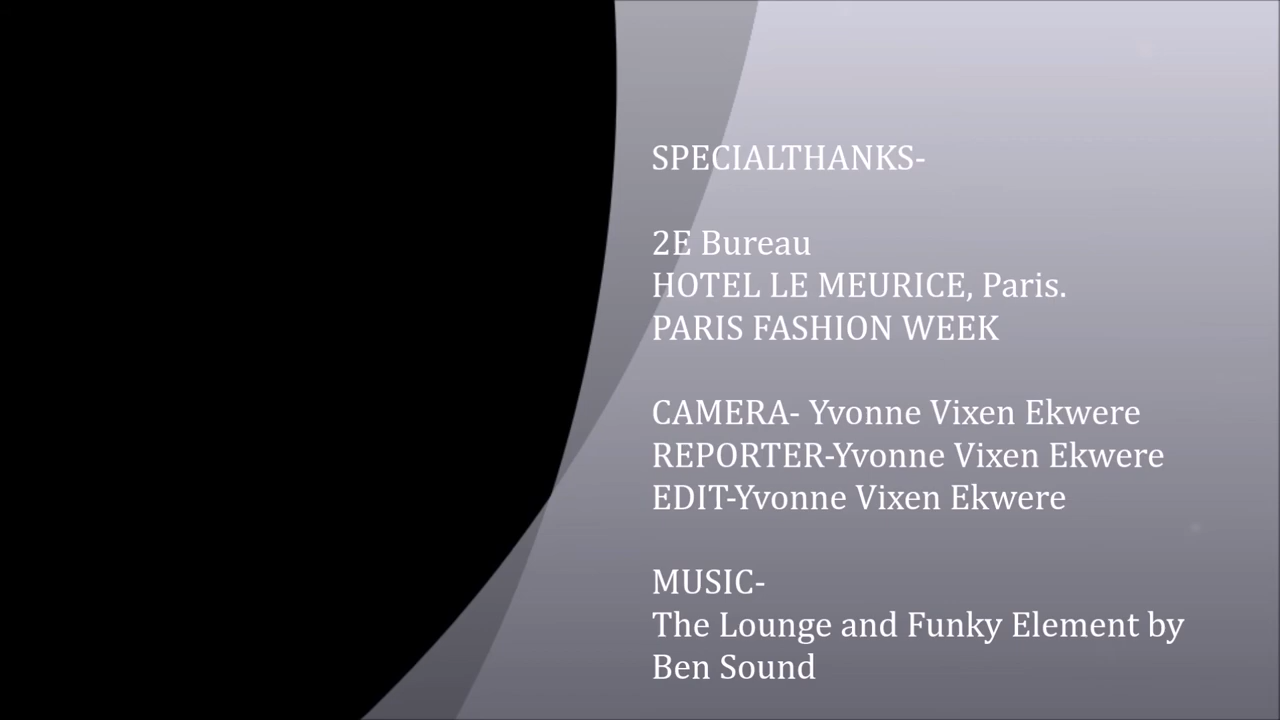 SPECIALTHANKS-
2E Bureau
HOTEL LE MEURICE, Paris.
PARIS FASHION WEEK
CAMERA- Yvonne Vixen Ekwere
REPORTER-Yvonne Vixen Ekwere
EDIT-Yvonne Vixen Ekwere
MUSIC-
The Lounge and Funky Element by
Ben Sound